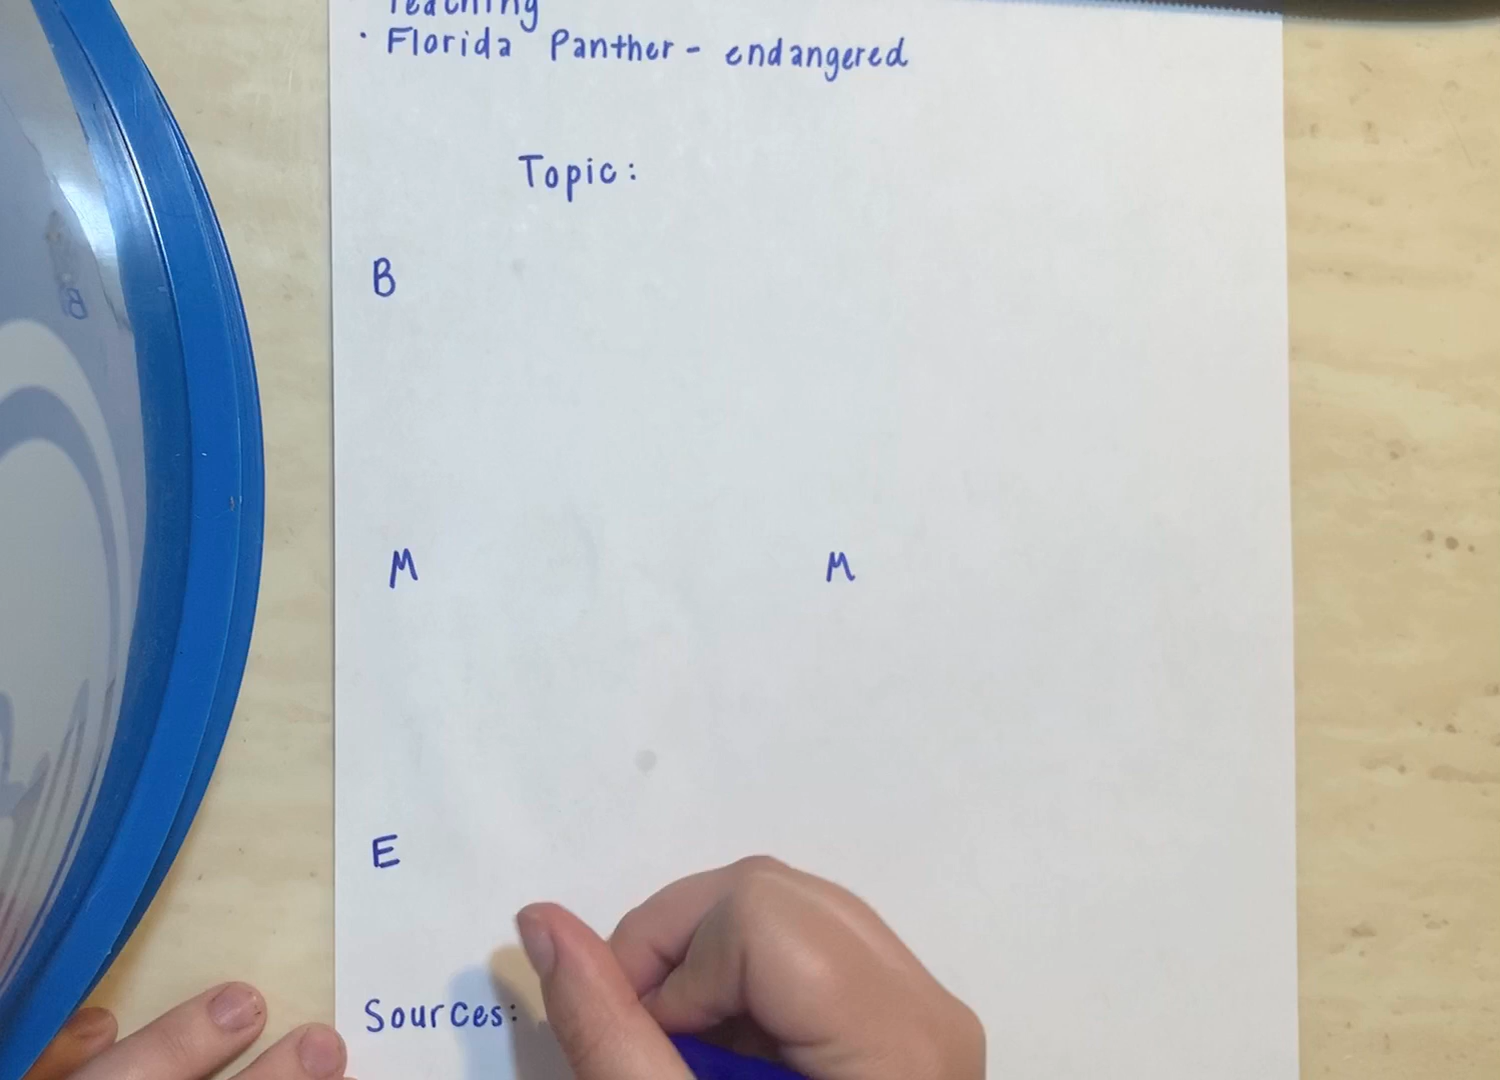 Teaching
· Florida Panther - endangered
Topic:
B
M M
E
Sources: